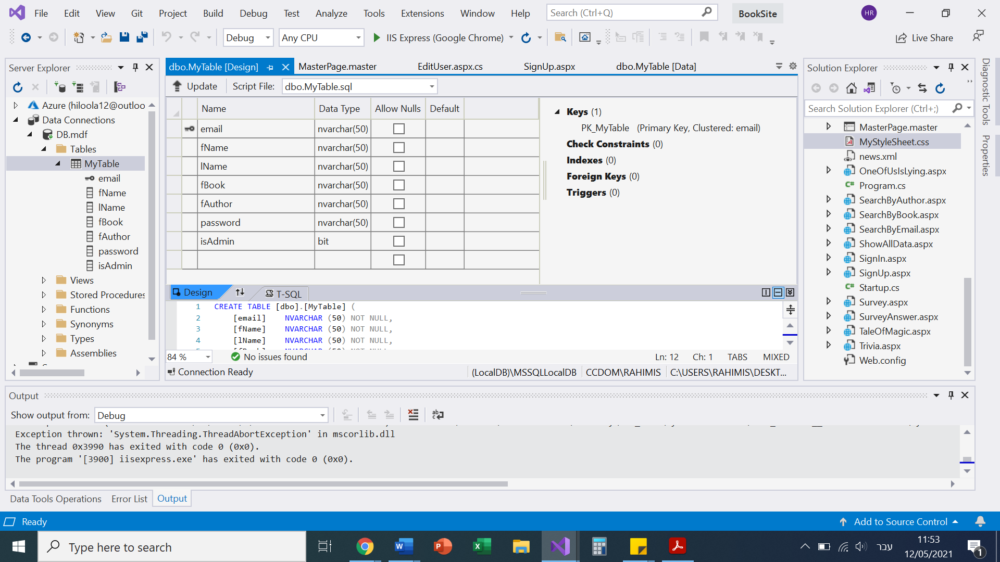 File Edit View Git Project Build Debug Test Analyze Tools Extensions Window Help Search (Ctrl+Q) BookSite HR
Debug Any CPU IIS Express (Google Chrome) Live Share
Server Explorer
Azure (hiloola12@outloo
Data Connections
DB.mdf
Tables
MyTable
email
fName
lName
fBook
fAuthor
password
isAdmin
Views
Stored Procedures
Functions
Synonyms
Types
Assemblies
dbo.MyTable [Design] MasterPage.master EditUser.aspx.cs SignUp.aspx dbo.MyTable [Data]
Update Script File: dbo.MyTable.sql
Name Data Type Allow Nulls Default
email nvarchar(50)
fName nvarchar(50)
lName nvarchar(50)
fBook nvarchar(50)
fAuthor nvarchar(50)
password nvarchar(50)
isAdmin bit
Keys (1)
PK_MyTable (Primary Key, Clustered: email)
Check Constraints (0)
Indexes (0)
Foreign Keys (0)
Triggers (0)
Design T-SQL
1 CREATE TABLE [dbo].[MyTable] (
2 [email] NVARCHAR (50) NOT NULL,
3 [fName] NVARCHAR (50) NOT NULL,
4 [lName] NVARCHAR (50) NOT NULL,
84 % No issues found Ln: 12 Ch: 1 TABS MIXED
Connection Ready (LocalDB)\MSSQLLocalDB CCDOM\RAHIMIS C:\USERS\RAHIMIS\DESKT...
Solution Explorer
Search Solution Explorer (Ctrl+;)
MasterPage.master
MyStyleSheet.css
news.xml
OneOfUsIsLying.aspx
Program.cs
SearchByAuthor.aspx
SearchByBook.aspx
SearchByEmail.aspx
ShowAllData.aspx
SignIn.aspx
SignUp.aspx
Startup.cs
Survey.aspx
SurveyAnswer.aspx
TaleOfMagic.aspx
Trivia.aspx
Web.config
Diagnostic Tools
Properties
Output
Show output from: Debug
Exception thrown: 'System.Threading.ThreadAbortException' in mscorlib.dll
The thread 0x3990 has exited with code 0 (0x0).
The program '[3900] iisexpress.exe' has exited with code 0 (0x0).
Data Tools Operations Error List Output
Ready Add to Source Control
Type here to search
עבר
11:53
12/05/2021
1